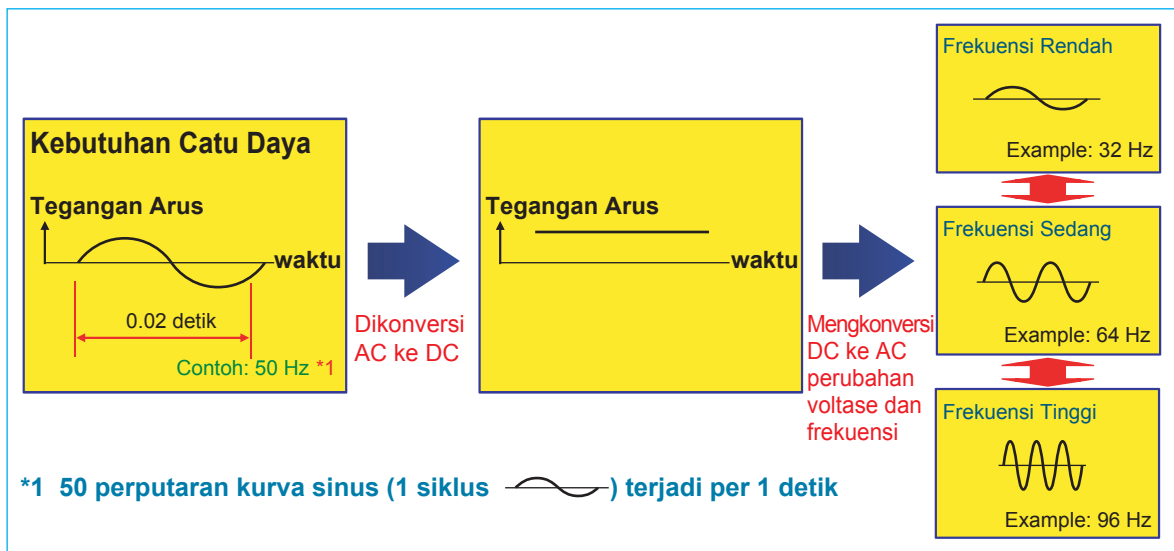 Kebutuhan Catu Daya
Tegangan Arus
waktu
0.02 detik
Contoh: 50 Hz *1
Dikonversi
AC ke DC
Tegangan Arus
waktu
Mengkonversi
DC ke AC
perubahan
voltase dan
frekuensi
Frekuensi Rendah
Example: 32 Hz
Frekuensi Sedang
Example: 64 Hz
Frekuensi Tinggi
Example: 96 Hz
*1 50 perputaran kurva sinus (1 siklus ) terjadi per 1 detik